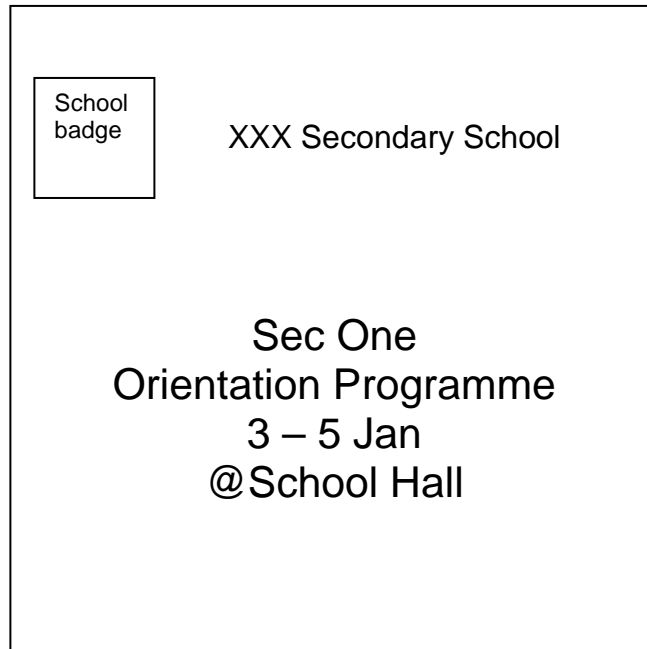 School
badge
XXX Secondary School
Sec One
Orientation Programme
3 – 5 Jan
@School Hall